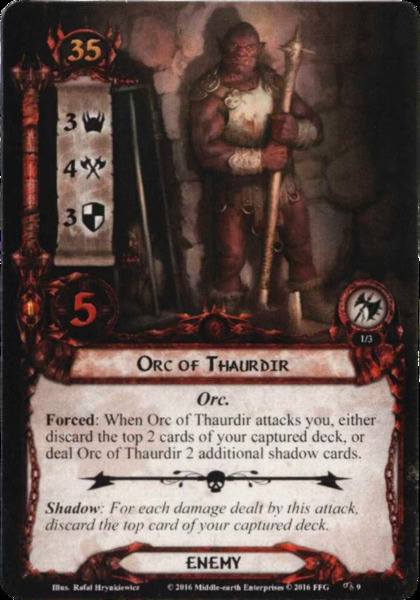 35
3
4
3
5
1/3
ORC OF THAURDIR
Orc.
Forced: When Orc of Thaurdir attacks you, either
discard the top 2 cards of your captured deck, or
deal Orc of Thaurdir 2 additional shadow cards.
Shadow: For each damage dealt by this attack,
discard the top card of your captured deck.
ENEMY
Illus. Rafał Hrynkiewicz © 2016 Middle-earth Enterprises © 2016 FFG 9